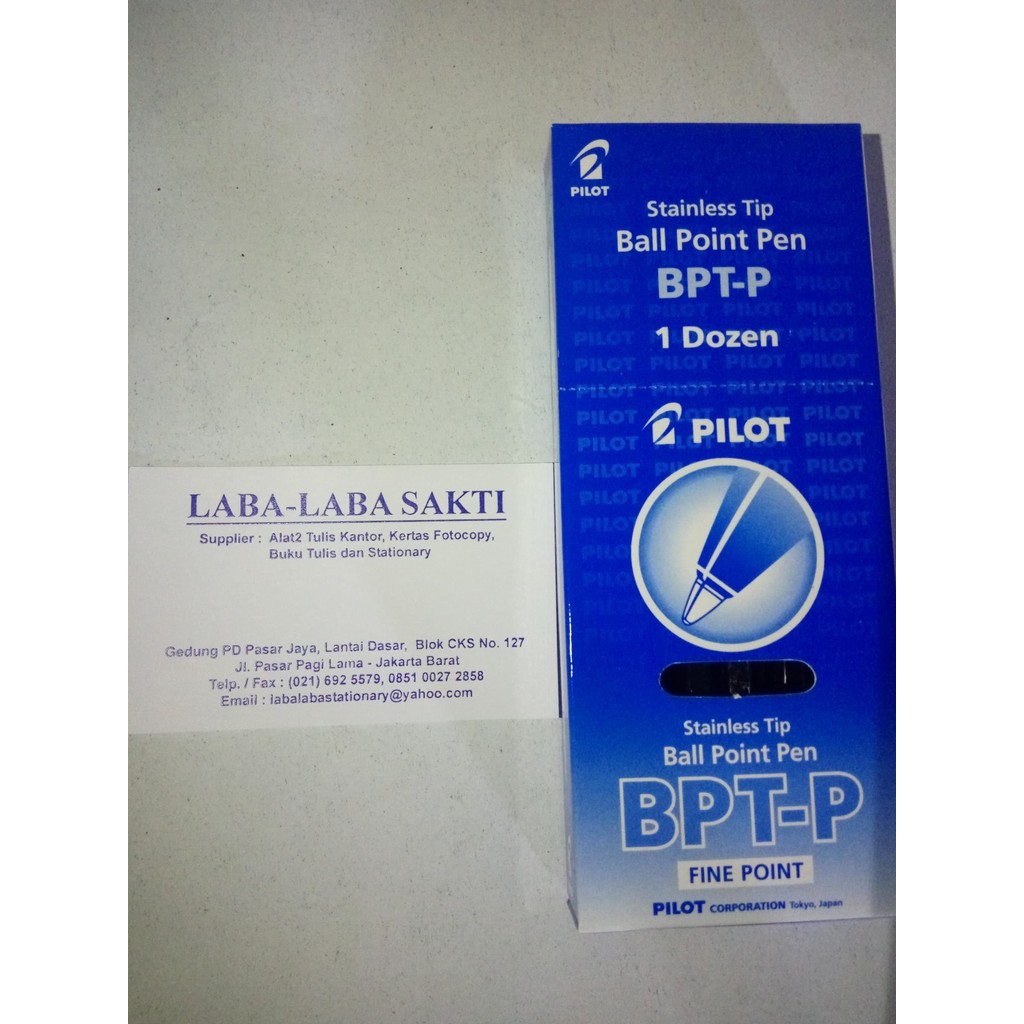 LABA-LABA SAKTI
Supplier : Alat2 Tulis Kantor, Kertas Fotocopy,
Buku Tulis dan Stationary
Gedung PD Pasar Jaya, Lantai Dasar, Blok CKS No. 127
Jl. Pasar Pagi Lama - Jakarta Barat
Telp. / Fax : (021) 692 5579, 0851 0027 2858
Email : labalabastationary@yahoo.com
PILOT
Stainless Tip
Ball Point Pen
BPT-P
1 Dozen
PILOT
Stainless Tip
Ball Point Pen
BPT-P
FINE POINT
PILOT CORPORATION Tokyo, Japan